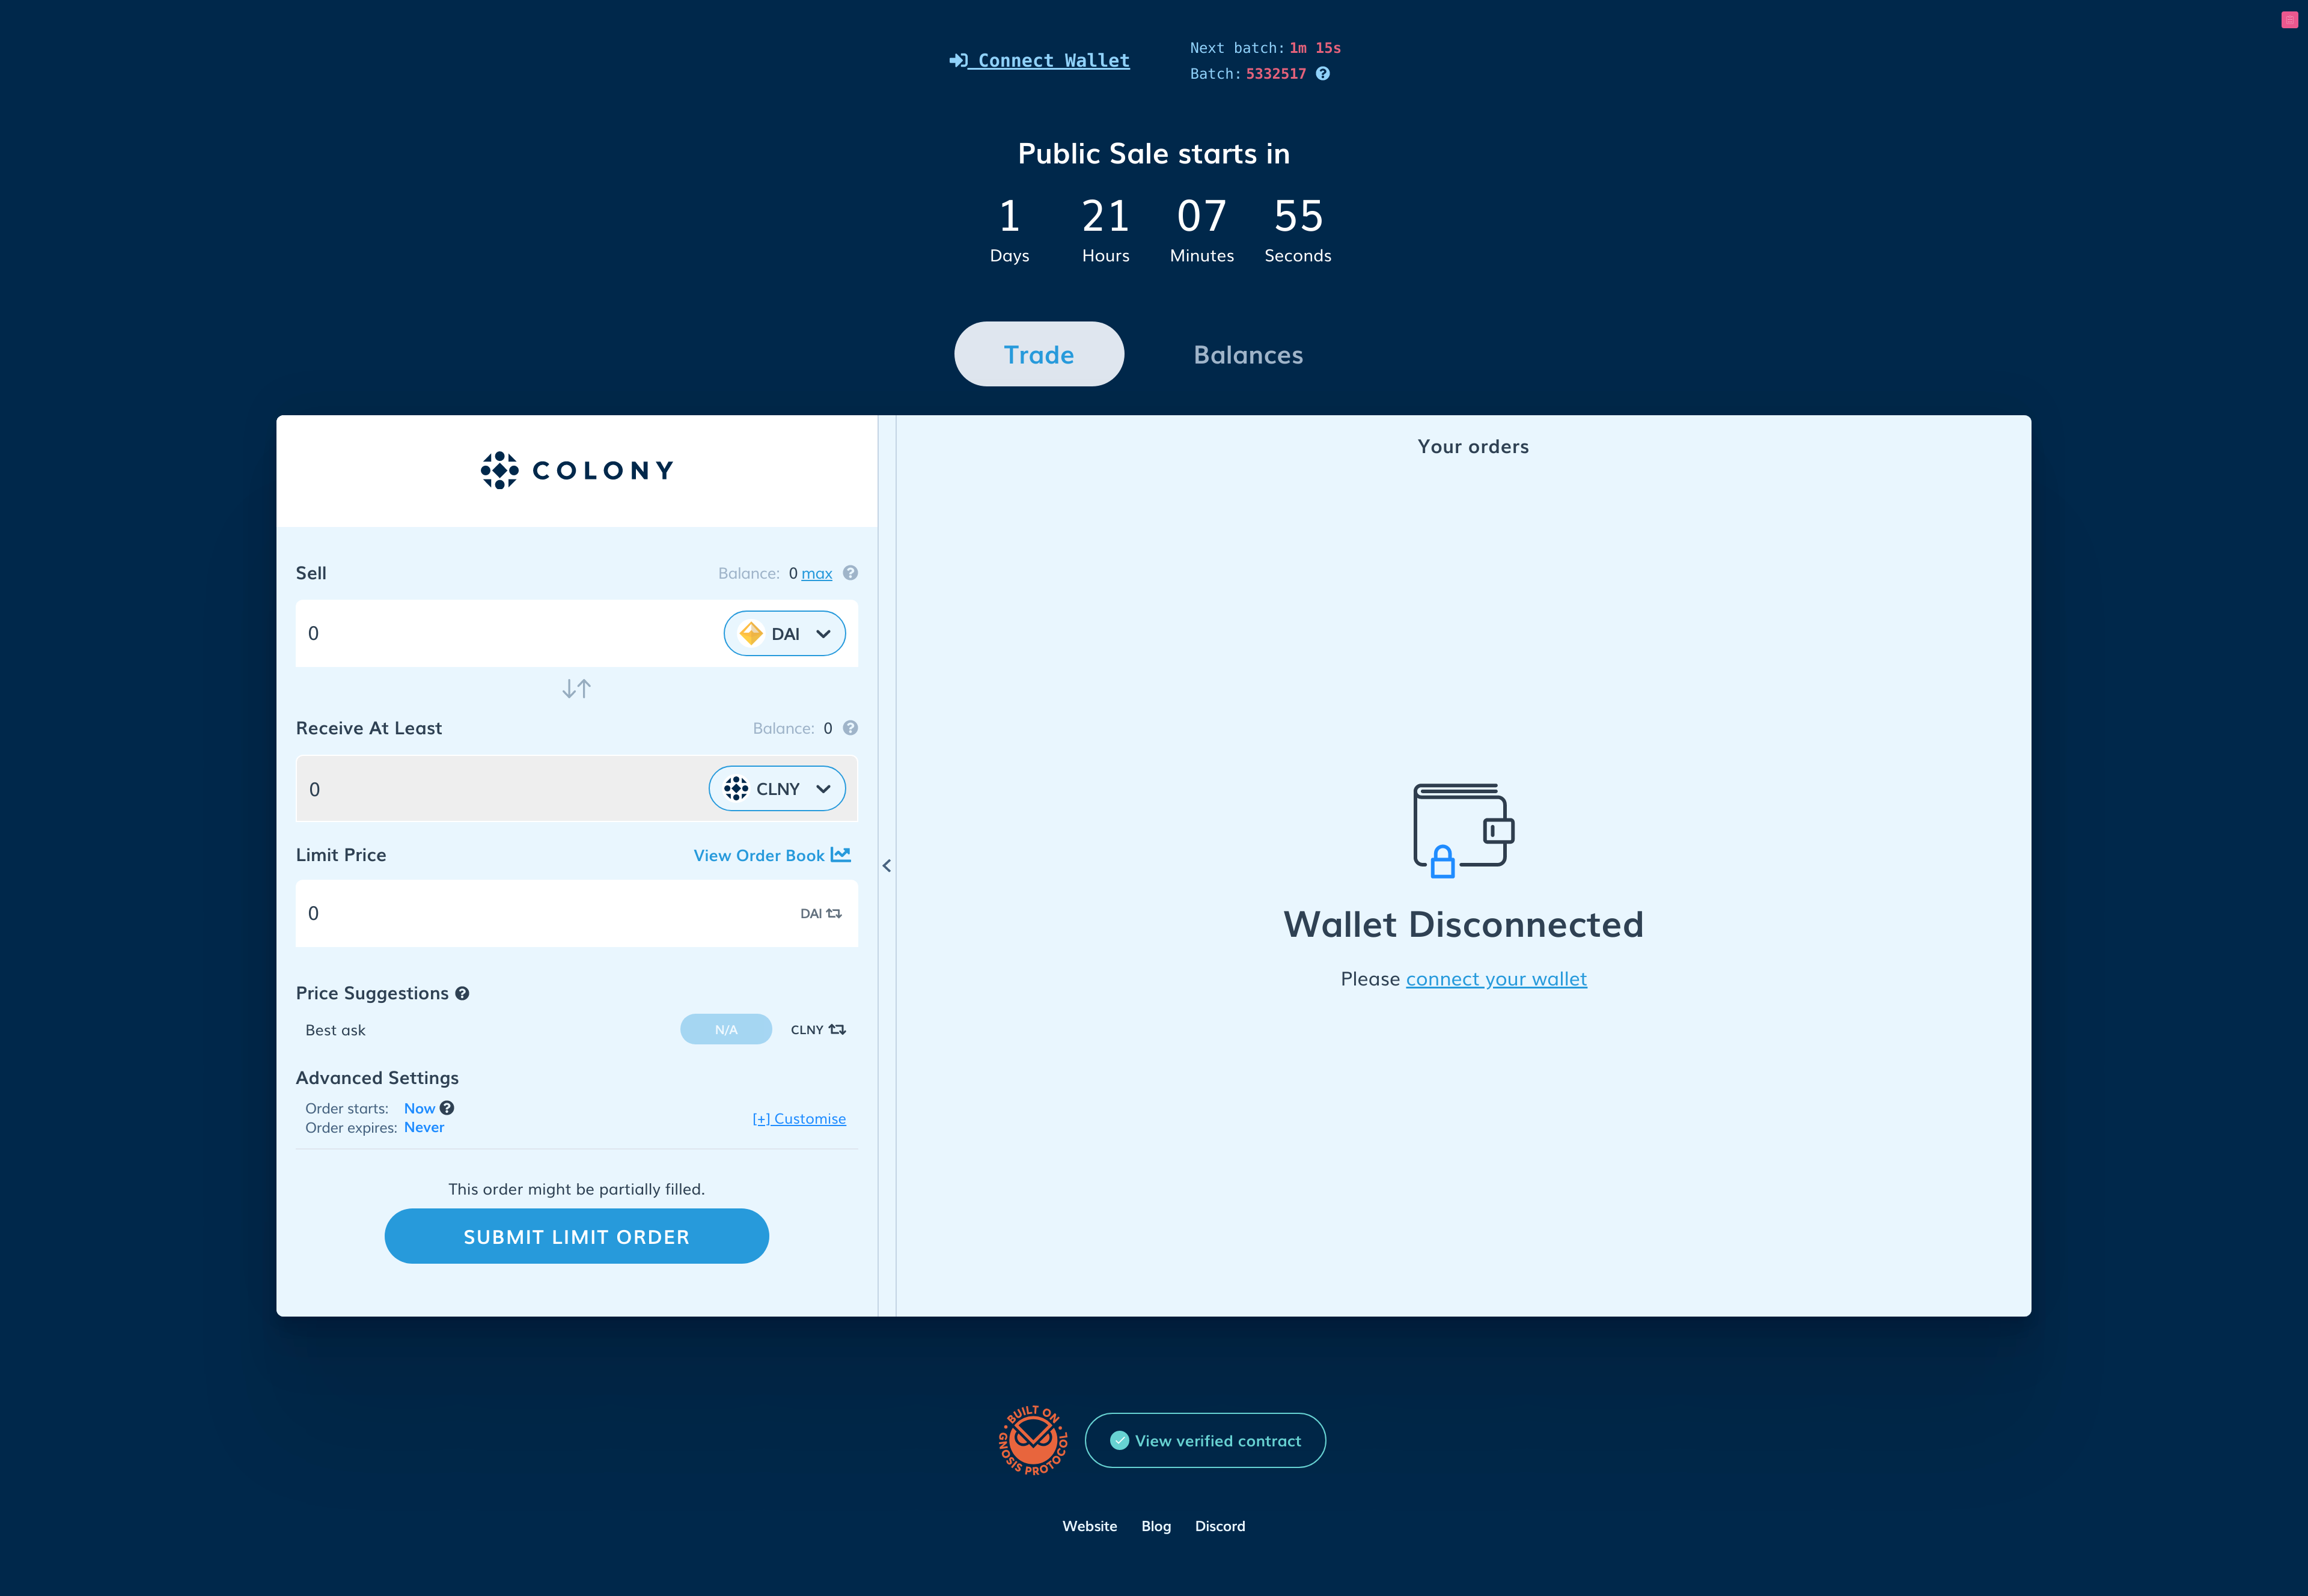 Connect Wallet
Next batch: 1m 15s
Batch: 5332517
Public Sale starts in
1 21 07 55
Days Hours Minutes Seconds
Trade Balances
COLONY
Sell Balance: 0 max
0 DAI
Receive At Least Balance: 0
0 CLNY
Limit Price View Order Book
0 DAI
Price Suggestions
Best ask N/A CLNY
Advanced Settings
Order starts: Now
Order expires: Never
[+] Customise
This order might be partially filled.
SUBMIT LIMIT ORDER
Your orders
Wallet Disconnected
Please connect your wallet
BUILT ON
GNOSIS PROTOCOL
View verified contract
Website Blog Discord